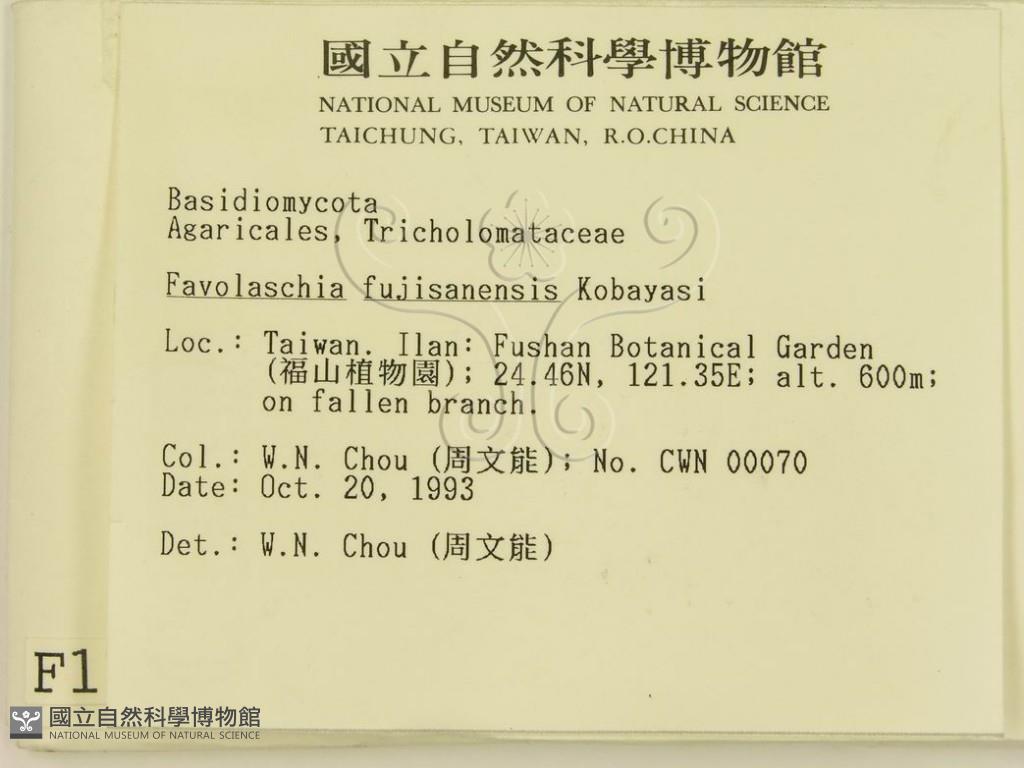 國立自然科學博物館
NATIONAL MUSEUM OF NATURAL SCIENCE
TAICHUNG, TAIWAN, R.O.CHINA
Basidiomycota
Agaricales, Tricholomataceae
Favolaschia fujisanensis Kobayasi
Loc.: Taiwan. Ilan: Fushan Botanical Garden
(福山植物園); 24.46N, 121.35E; alt. 600m;
on fallen branch.
Col.: W.N. Chou (周文能); No. CWN 00070
Date: Oct. 20, 1993
Det.: W.N. Chou (周文能)
F1
國立自然科學博物館
NATIONAL MUSEUM OF NATURAL SCIENCE